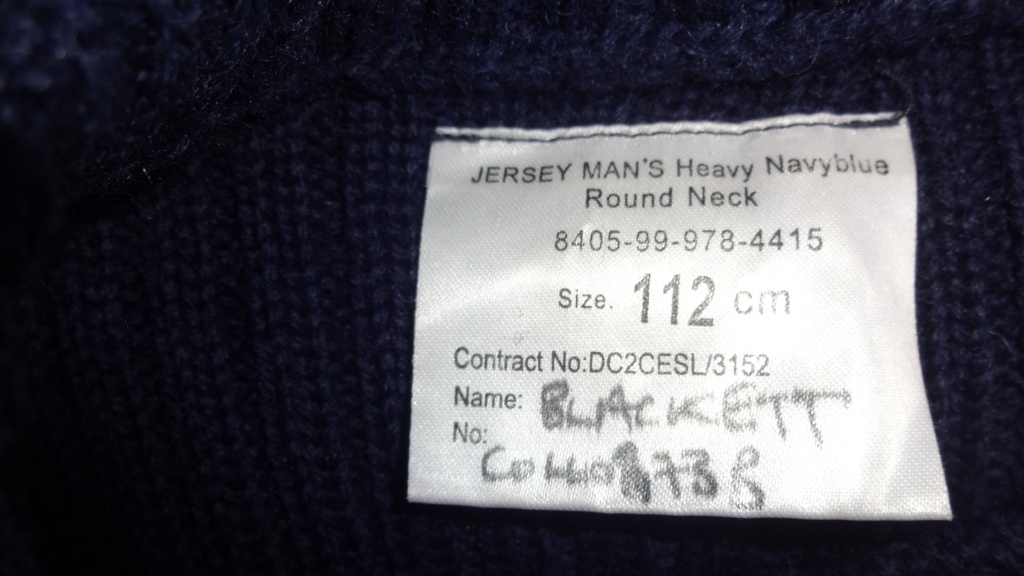 JERSEY MAN'S Heavy Navyblue
Round Neck
8405-99-978-4415
Size. 112 cm
Contract No:DC2CESL/3152
Name: BLACKETT
No: